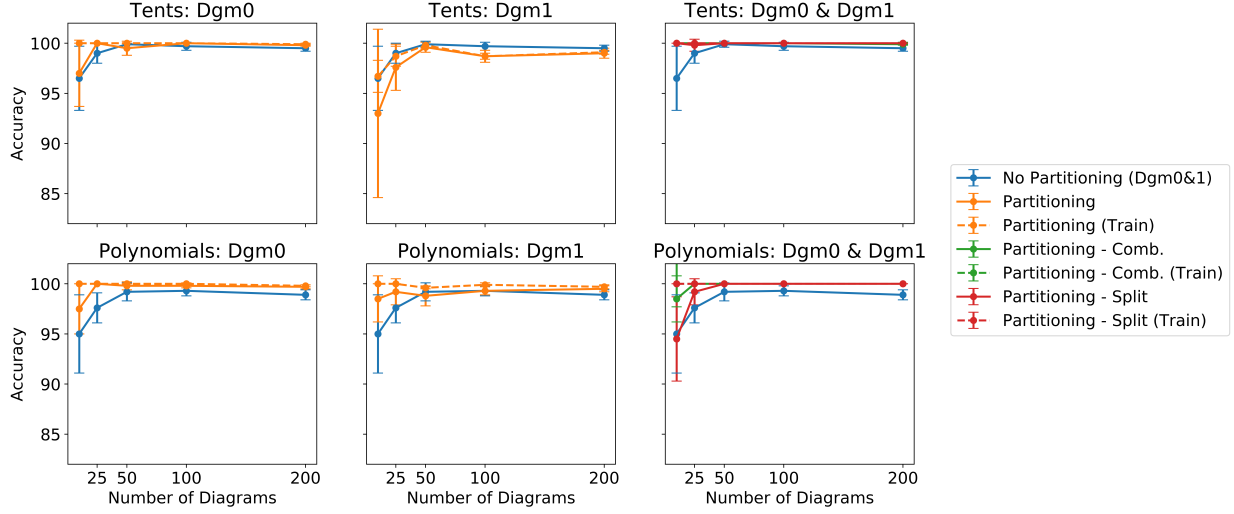 Tents: Dgm0
Tents: Dgm1
Tents: Dgm0 & Dgm1
100
95
90
85
Accuracy
Polynomials: Dgm0
Polynomials: Dgm1
Polynomials: Dgm0 & Dgm1
100
95
90
85
Accuracy
25 50 100 200
25 50 100 200
25 50 100 200
Number of Diagrams
Number of Diagrams
Number of Diagrams
No Partitioning (Dgm0&1)
Partitioning
Partitioning (Train)
Partitioning - Comb.
Partitioning - Comb. (Train)
Partitioning - Split
Partitioning - Split (Train)